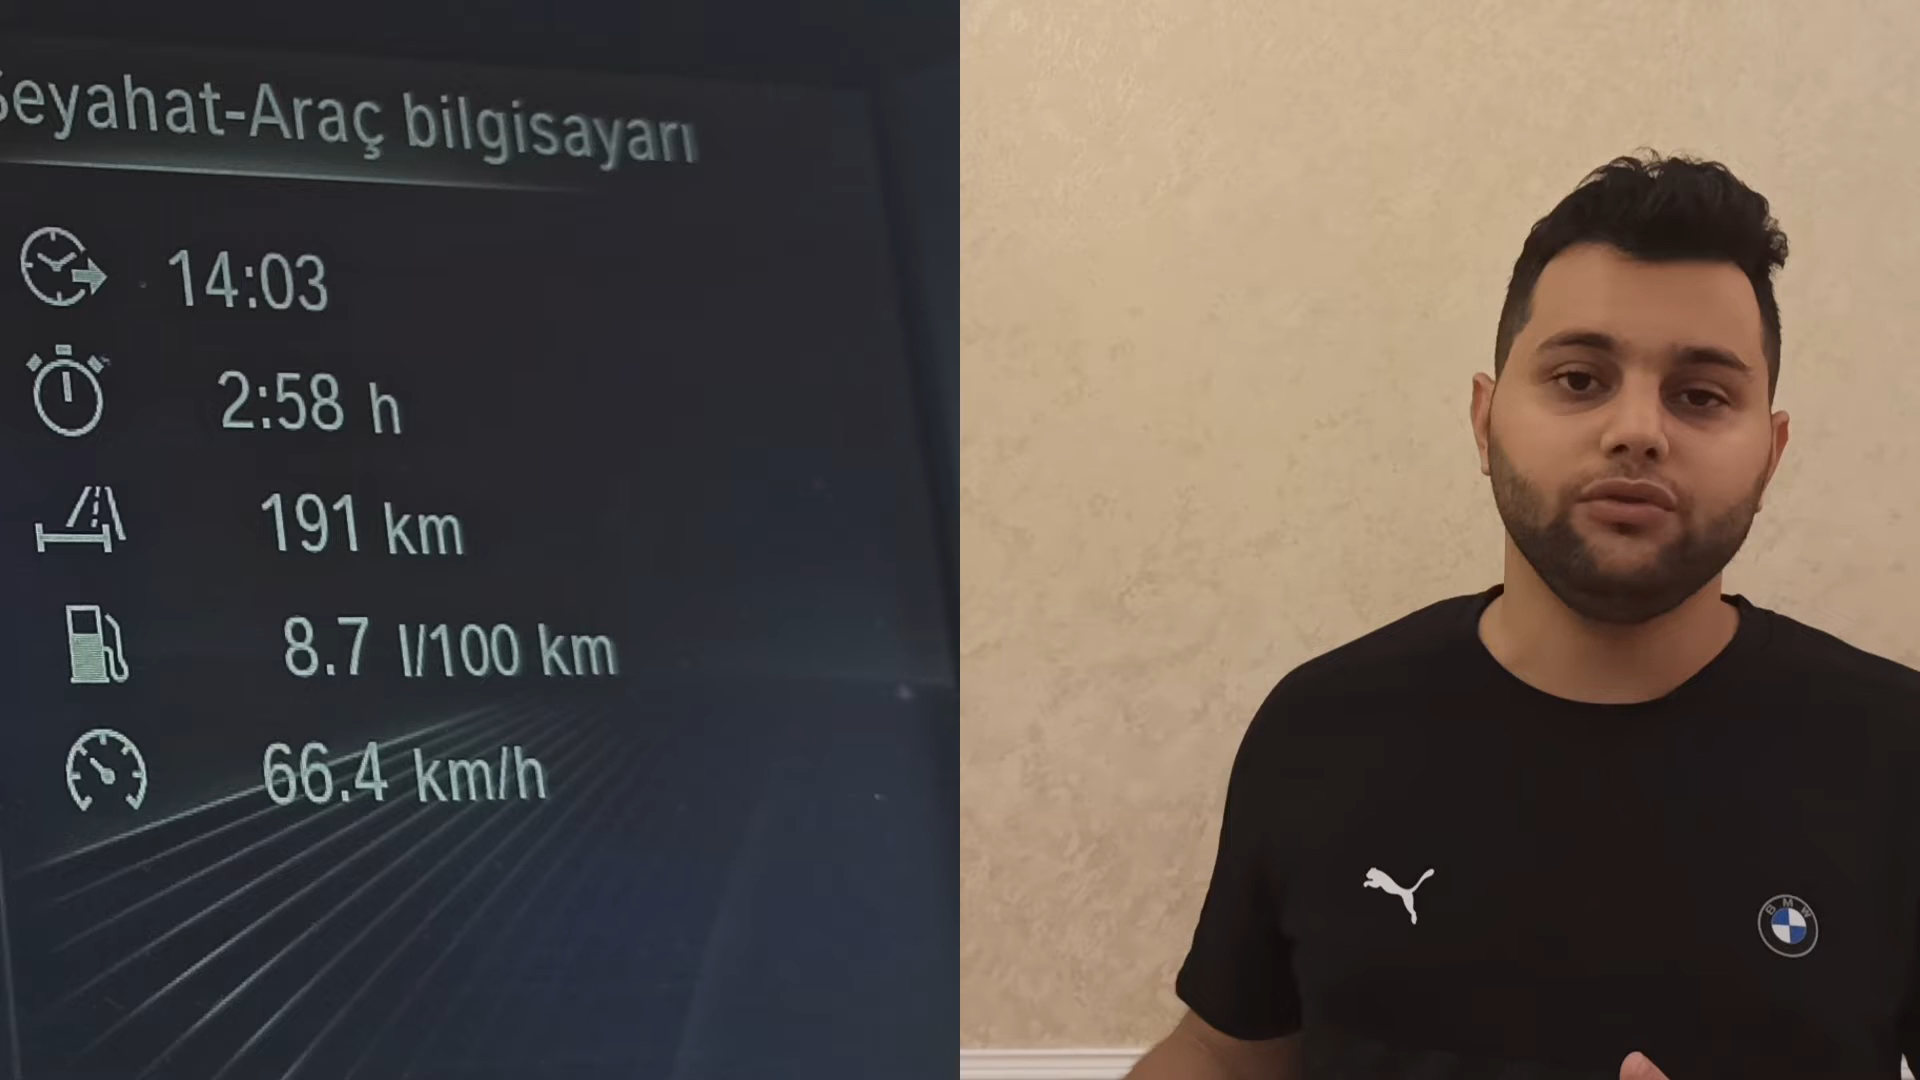 Seyahat-Araç bilgisayarı
14:03
2:58 h
191 km
8.7 l/100 km
66.4 km/h
BMW